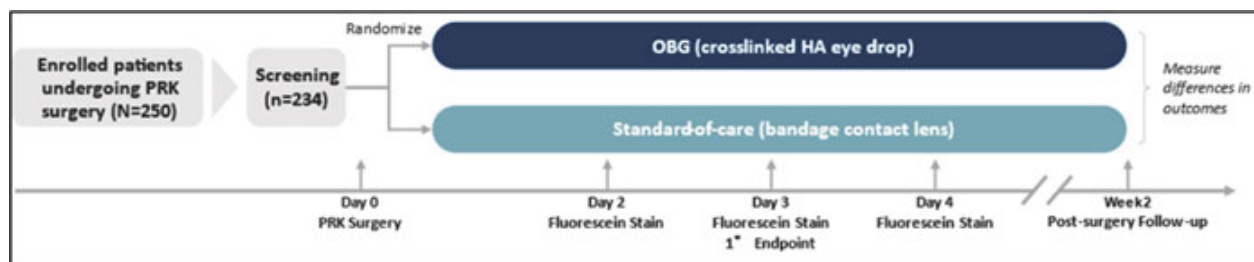 Randomize
Enrolled patients
undergoing PRK
surgery (N=250)
Screening
(n=234)
OBG (crosslinked HA eye drop)
Standard-of-care (bandage contact lens)
Measure
differences in
outcomes
Day 0
PRK Surgery
Day 2
Fluorescein Stain
Day 3
Fluorescein Stain
1° Endpoint
Day 4
Fluorescein Stain
Week2
Post-surgery Follow-up